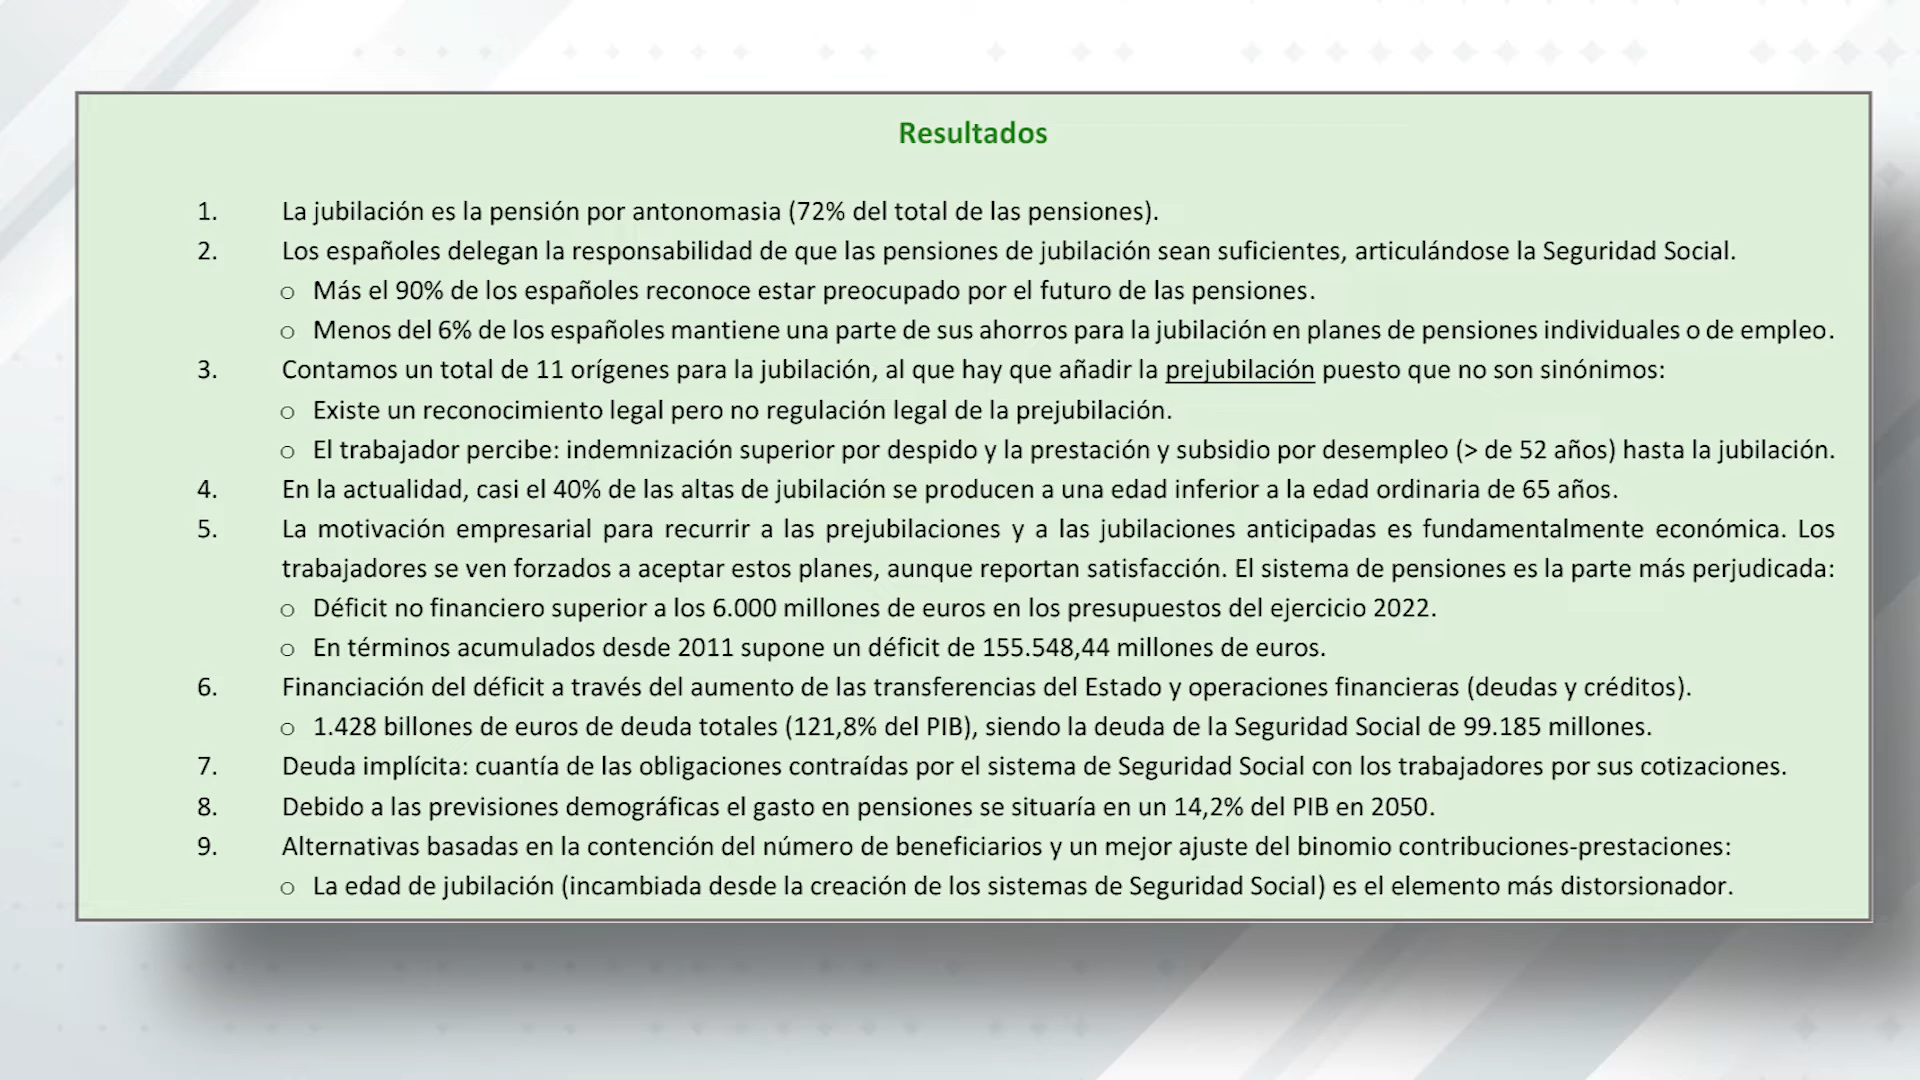 Resultados
1. La jubilación es la pensión por antonomasia (72% del total de las pensiones).
2. Los españoles delegan la responsabilidad de que las pensiones de jubilación sean suficientes, articulándose la Seguridad Social.
o Más el 90% de los españoles reconoce estar preocupado por el futuro de las pensiones.
o Menos del 6% de los españoles mantiene una parte de sus ahorros para la jubilación en planes de pensiones individuales o de empleo.
3. Contamos un total de 11 orígenes para la jubilación, al que hay que añadir la prejubilación puesto que no son sinónimos:
o Existe un reconocimiento legal pero no regulación legal de la prejubilación.
o El trabajador percibe: indemnización superior por despido y la prestación y subsidio por desempleo (> de 52 años) hasta la jubilación.
4. En la actualidad, casi el 40% de las altas de jubilación se producen a una edad inferior a la edad ordinaria de 65 años.
5. La motivación empresarial para recurrir a las prejubilaciones y a las jubilaciones anticipadas es fundamentalmente económica. Los
trabajadores se ven forzados a aceptar estos planes, aunque reportan satisfacción. El sistema de pensiones es la parte más perjudicada:
o Déficit no financiero superior a los 6.000 millones de euros en los presupuestos del ejercicio 2022.
o En términos acumulados desde 2011 supone un déficit de 155.548,44 millones de euros.
6. Financiación del déficit a través del aumento de las transferencias del Estado y operaciones financieras (deudas y créditos).
o 1.428 billones de euros de deuda totales (121,8% del PIB), siendo la deuda de la Seguridad Social de 99.185 millones.
7. Deuda implícita: cuantía de las obligaciones contraídas por el sistema de Seguridad Social con los trabajadores por sus cotizaciones.
8. Debido a las previsiones demográficas el gasto en pensiones se situaría en un 14,2% del PIB en 2050.
9. Alternativas basadas en la contención del número de beneficiarios y un mejor ajuste del binomio contribuciones-prestaciones:
o La edad de jubilación (incambiada desde la creación de los sistemas de Seguridad Social) es el elemento más distorsionador.